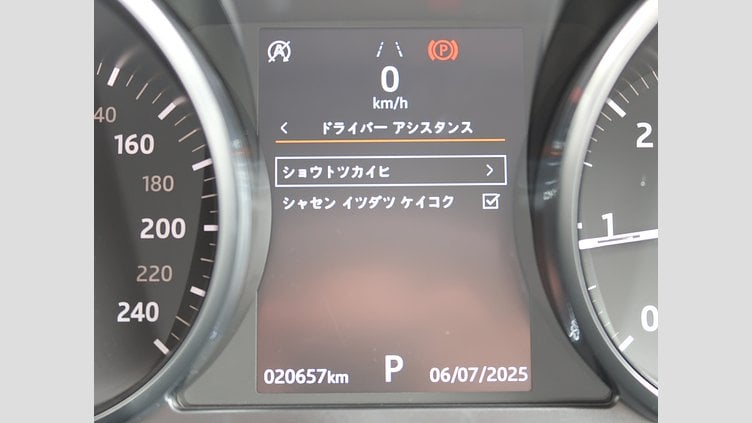 0
km/h
ドライバー アシスタンス
ショウトツカイヒ
シャセン イツダツ ケイコク
020657km
P
06/07/2025
40
160
180
200
220
240
2
1
0
A
P